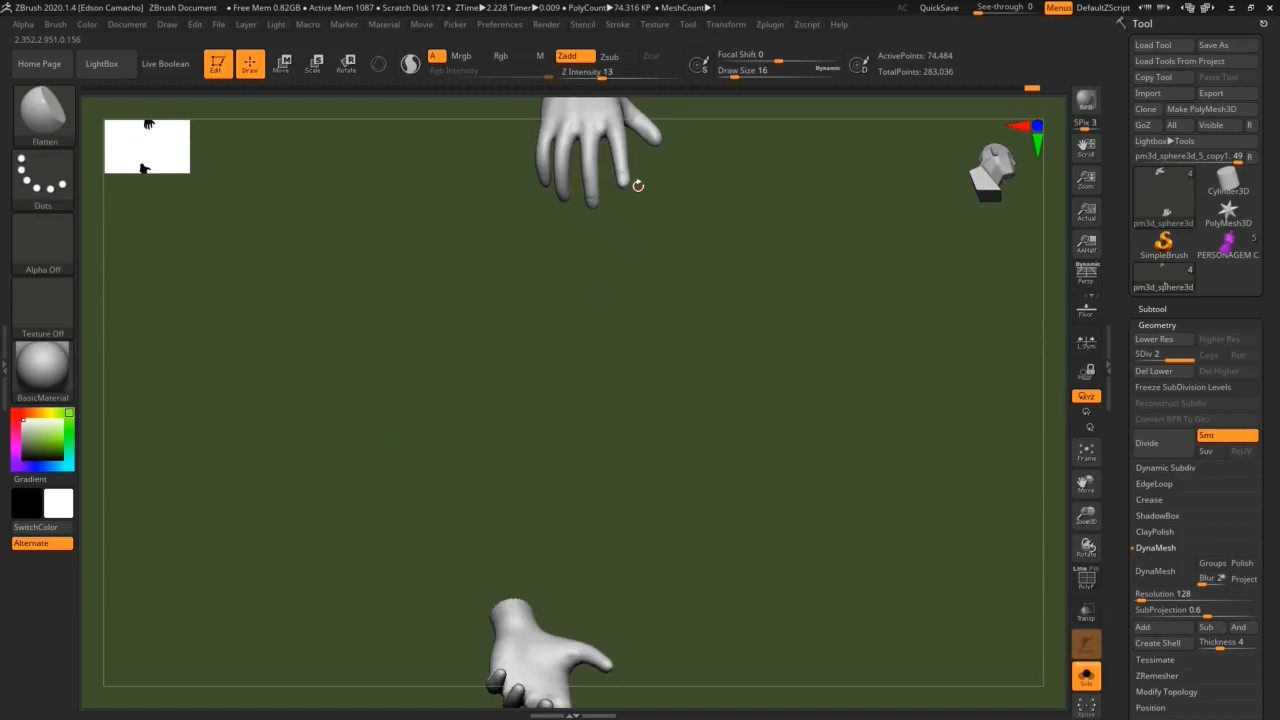 ZBrush 2020.1.4 [Edson Camacho]   ZBrush Document   • Free Mem 0.82GB • Active Mem 1087 • Scratch Disk 172 • ZTime▶2.228 Timer▶0.009 • PolyCount▶74.316 KP • MeshCount▶1 AC QuickSave See-through 0 Menus DefaultZScript
Alpha Brush Color Document Draw Edit File Layer Light Macro Marker Material Movie Picker Preferences Render Stencil Stroke Texture Tool Transform Zplugin Zscript Help
2.352,2.951,0.156
Home Page LightBox Live Boolean Edit Draw Move Scale Rotate
A Mrgb Rgb M Zadd Zsub Zcut
Rgb Intensity Z Intensity 13
Focal Shift 0
Draw Size 16 Dynamic
S D
ActivePoints: 74,484
TotalPoints: 283,036
Flatten
Dots
Alpha Off
Texture Off
BasicMaterial
Gradient
SwitchColor
Alternate
BPR
SPix 3
Scroll
Zoom
Actual
AAHalf
Dynamic
Persp
Floor
L.Sym
XYZ
Frame
Move
Zoom3D
Rotate
Line Fill
PolyF
Transp
Solo
Xpose
Tool
Load Tool Save As
Load Tools From Project
Copy Tool Paste Tool
Import Export
Clone Make PolyMesh3D
GoZ All Visible R
Lightbox▶Tools
pm3d_sphere3d_5_copy1. 49 R
4
Cylinder3D
pm3d_sphere3d PolyMesh3D
5
SimpleBrush PERSONAGEM C
4
pm3d_sphere3d_
Subtool
Geometry
Lower Res Higher Res
SDiv 2 Cage Rstr
Del Lower Del Higher
Freeze SubDivision Levels
Reconstruct Subdiv
Convert BPR To Geo
Divide Smt
Suv ReUV
Dynamic Subdiv
EdgeLoop
Crease
ShadowBox
ClayPolish
DynaMesh
DynaMesh Groups Polish
Blur 2 Project
Resolution 128
SubProjection 0.6
Add Sub And
Create Shell Thickness 4
Tessimate
ZRemesher
Modify Topology
Position